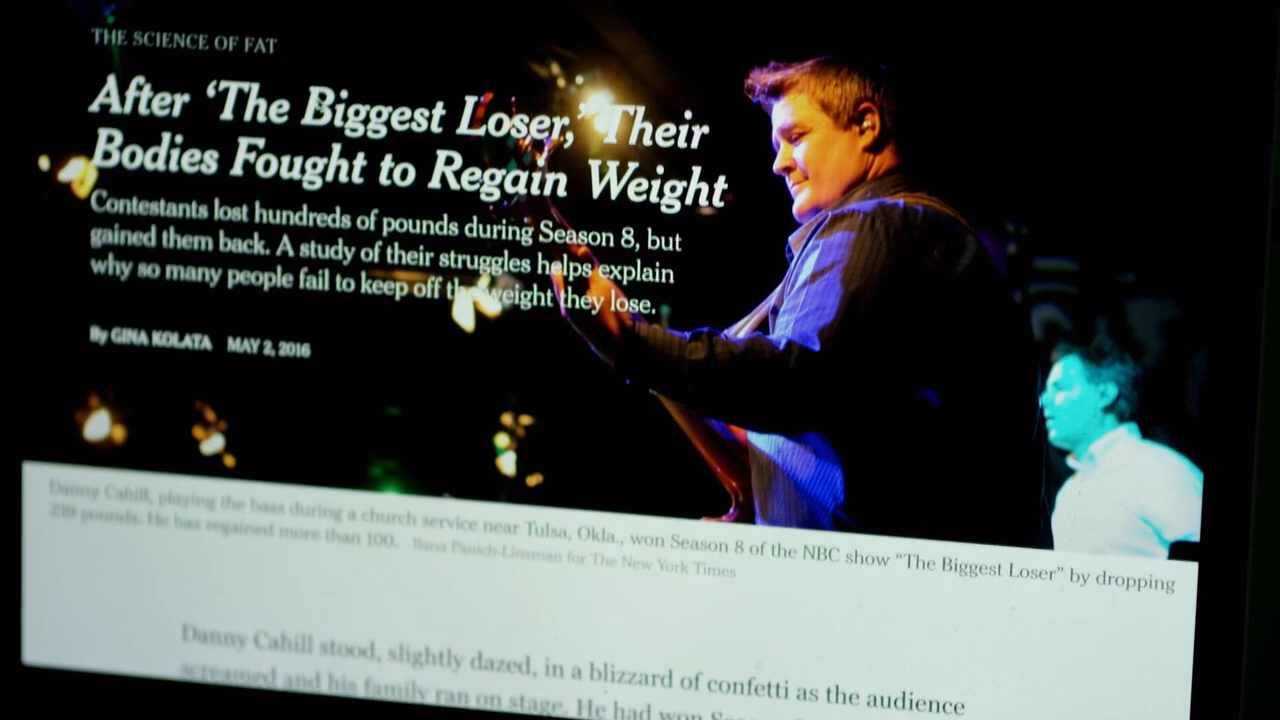 THE SCIENCE OF FAT
After ‘The Biggest Loser,’ Their
Bodies Fought to Regain Weight
Contestants lost hundreds of pounds during Season 8, but
gained them back. A study of their struggles helps explain
why so many people fail to keep off the weight they lose.
By GINA KOLATA MAY 2, 2016
Danny Cahill, playing the bass during a church service near Tulsa, Okla., won Season 8 of the NBC show “The Biggest Loser” by dropping
239 pounds. He has regained more than 100. Ilana Panich-Linsman for The New York Times
Danny Cahill stood, slightly dazed, in a blizzard of confetti as the audience
screamed and his family ran on stage. He had won